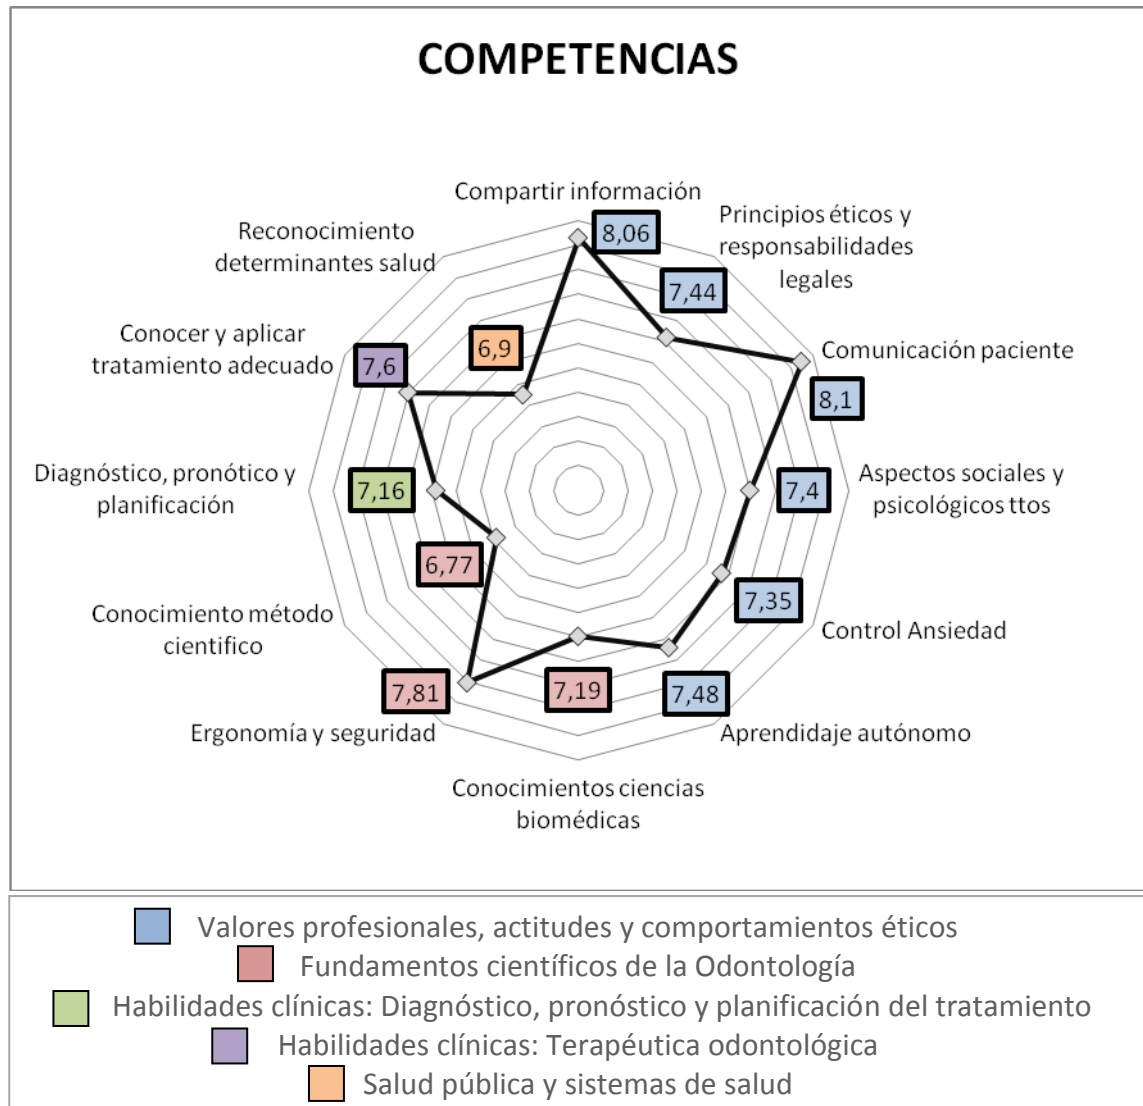 COMPETENCIAS
Compartir información
8,06
Principios éticos y
responsabilidades
legales
7,44
Comunicación paciente
8,1
Aspectos sociales y
psicológicos ttos
7,4
Control Ansiedad
7,35
Aprendidaje autónomo
7,48
Conocimientos ciencias
biomédicas
7,19
Ergonomía y seguridad
7,81
Conocimiento método
cientifico
6,77
Diagnóstico, pronótico y
planificación
7,16
Conocer y aplicar
tratamiento adecuado
7,6
Reconocimiento
determinantes salud
6,9
Valores profesionales, actitudes y comportamientos éticos
Fundamentos científicos de la Odontología
Habilidades clínicas: Diagnóstico, pronóstico y planificación del tratamiento
Habilidades clínicas: Terapéutica odontológica
Salud pública y sistemas de salud